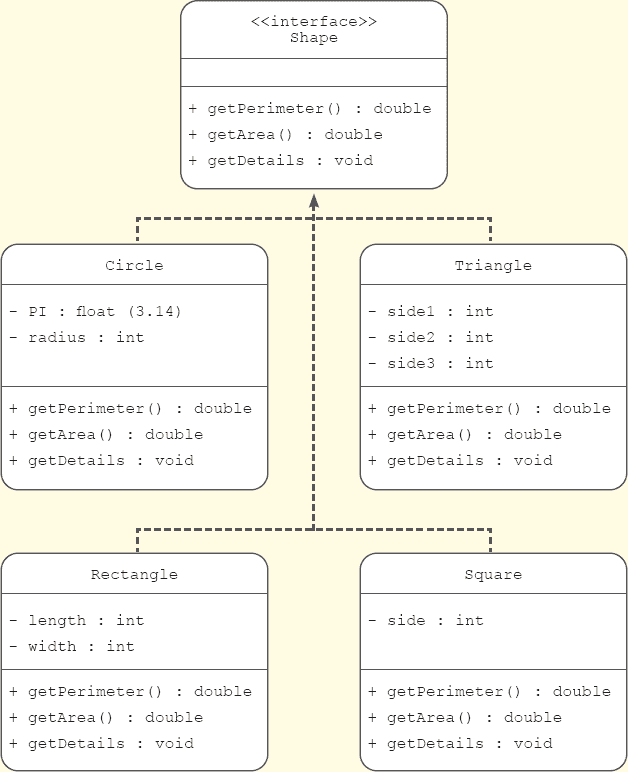 <<interface>>
Shape
+ getPerimeter() : double
+ getArea() : double
+ getDetails : void
Circle
- PI : float (3.14)
- radius : int
+ getPerimeter() : double
+ getArea() : double
+ getDetails : void
Triangle
- side1 : int
- side2 : int
- side3 : int
+ getPerimeter() : double
+ getArea() : double
+ getDetails : void
Rectangle
- length : int
- width : int
+ getPerimeter() : double
+ getArea() : double
+ getDetails : void
Square
- side : int
+ getPerimeter() : double
+ getArea() : double
+ getDetails : void